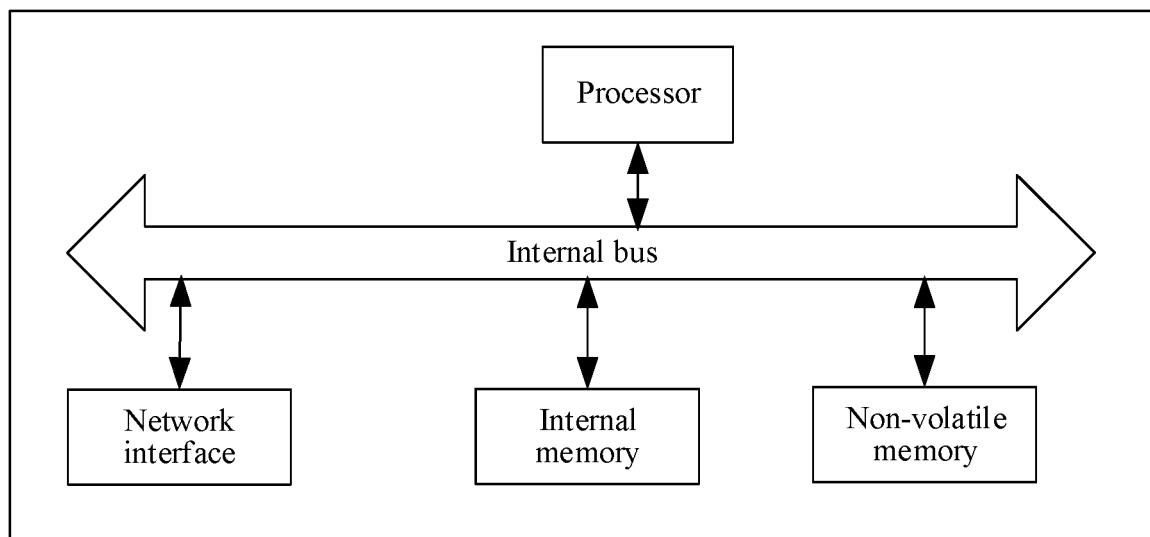 Processor
Internal bus
Network
interface
Internal
memory
Non-volatile
memory